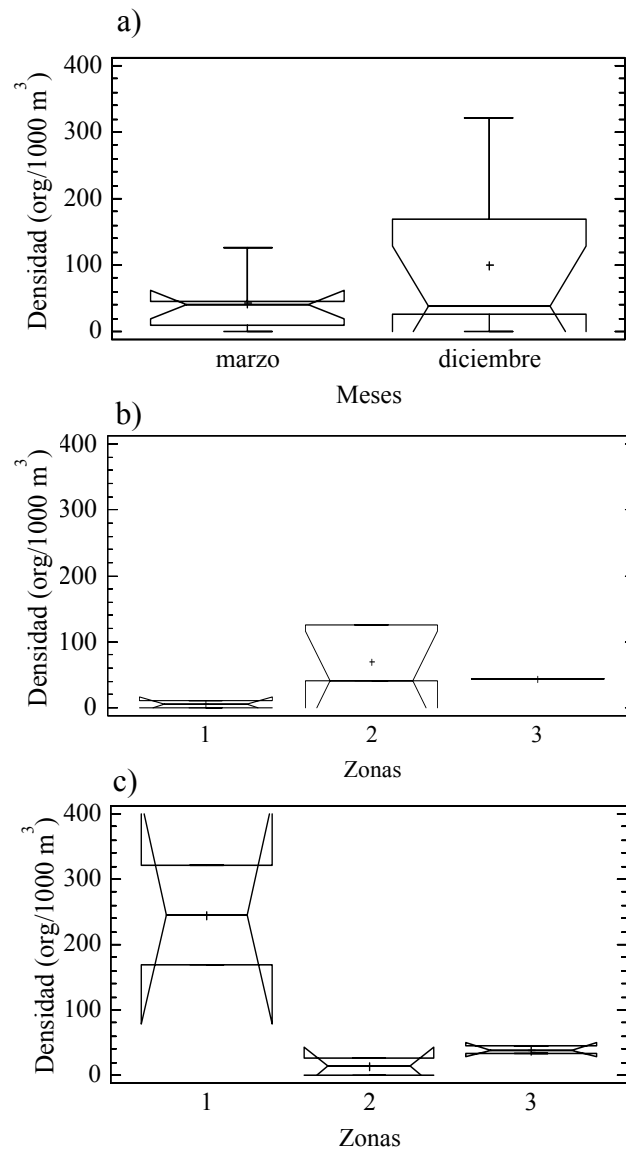 a)
Densidad (org/1000 m³)
400
300
200
100
0
marzo diciembre
Meses
b)
Densidad (org/1000 m³)
400
300
200
100
0
1 2 3
Zonas
c)
Densidad (org/1000 m³)
400
300
200
100
0
1 2 3
Zonas